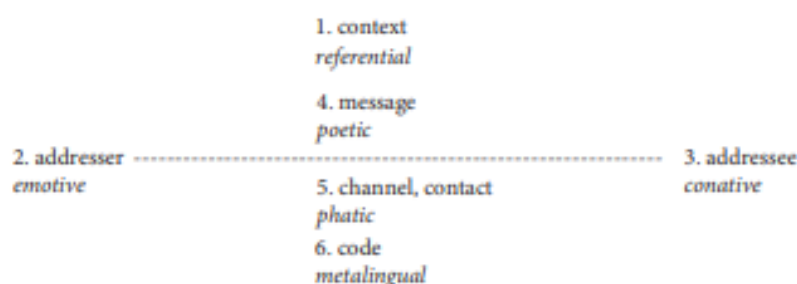 1. context
referential
4. message
poetic
2. addresser
3. addressee
emotive
conative
5. channel, contact
phatic
6. code
metalingual